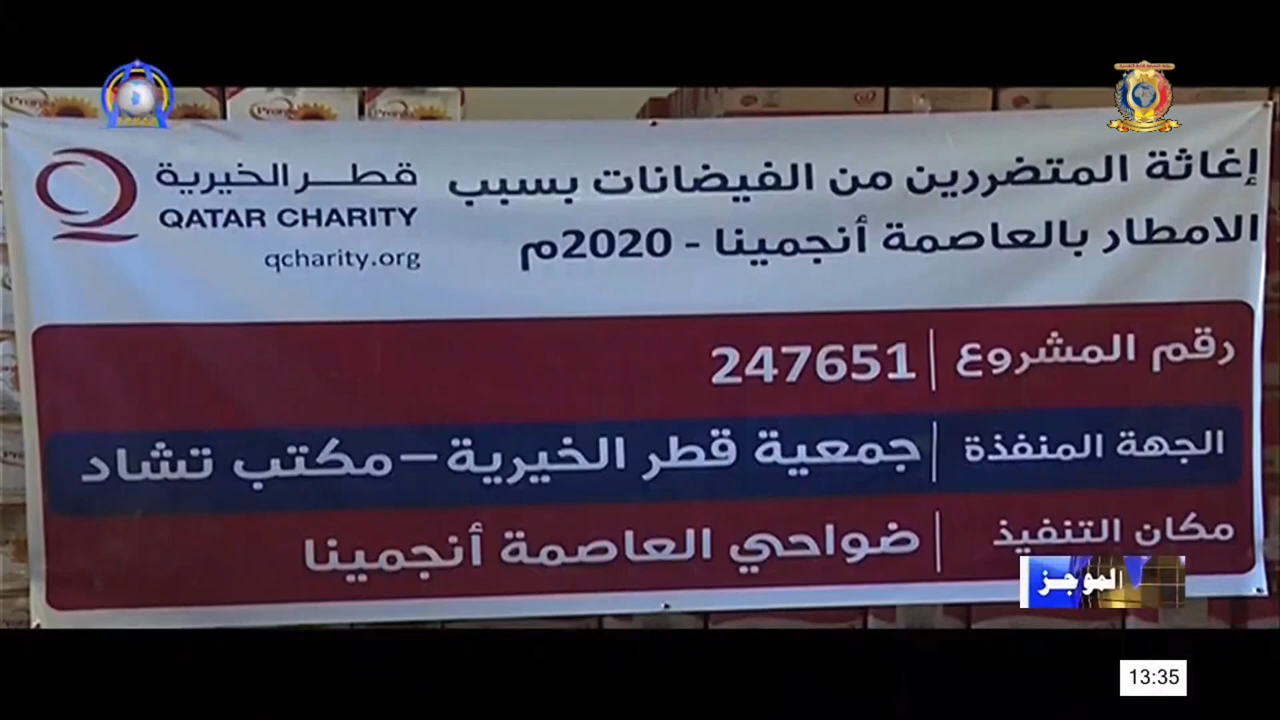 قطر الخيرية
QATAR CHARITY
qcharity.org
إغاثة المتضررين من الفيضانات بسبب
الامطار بالعاصمة أنجمينا - 2020م
رقم المشروع | 247651
الجهة المنفذة | جمعية قطر الخيرية – مكتب تشاد
مكان التنفيذ | ضواحي العاصمة أنجمينا
الموجز
13:35